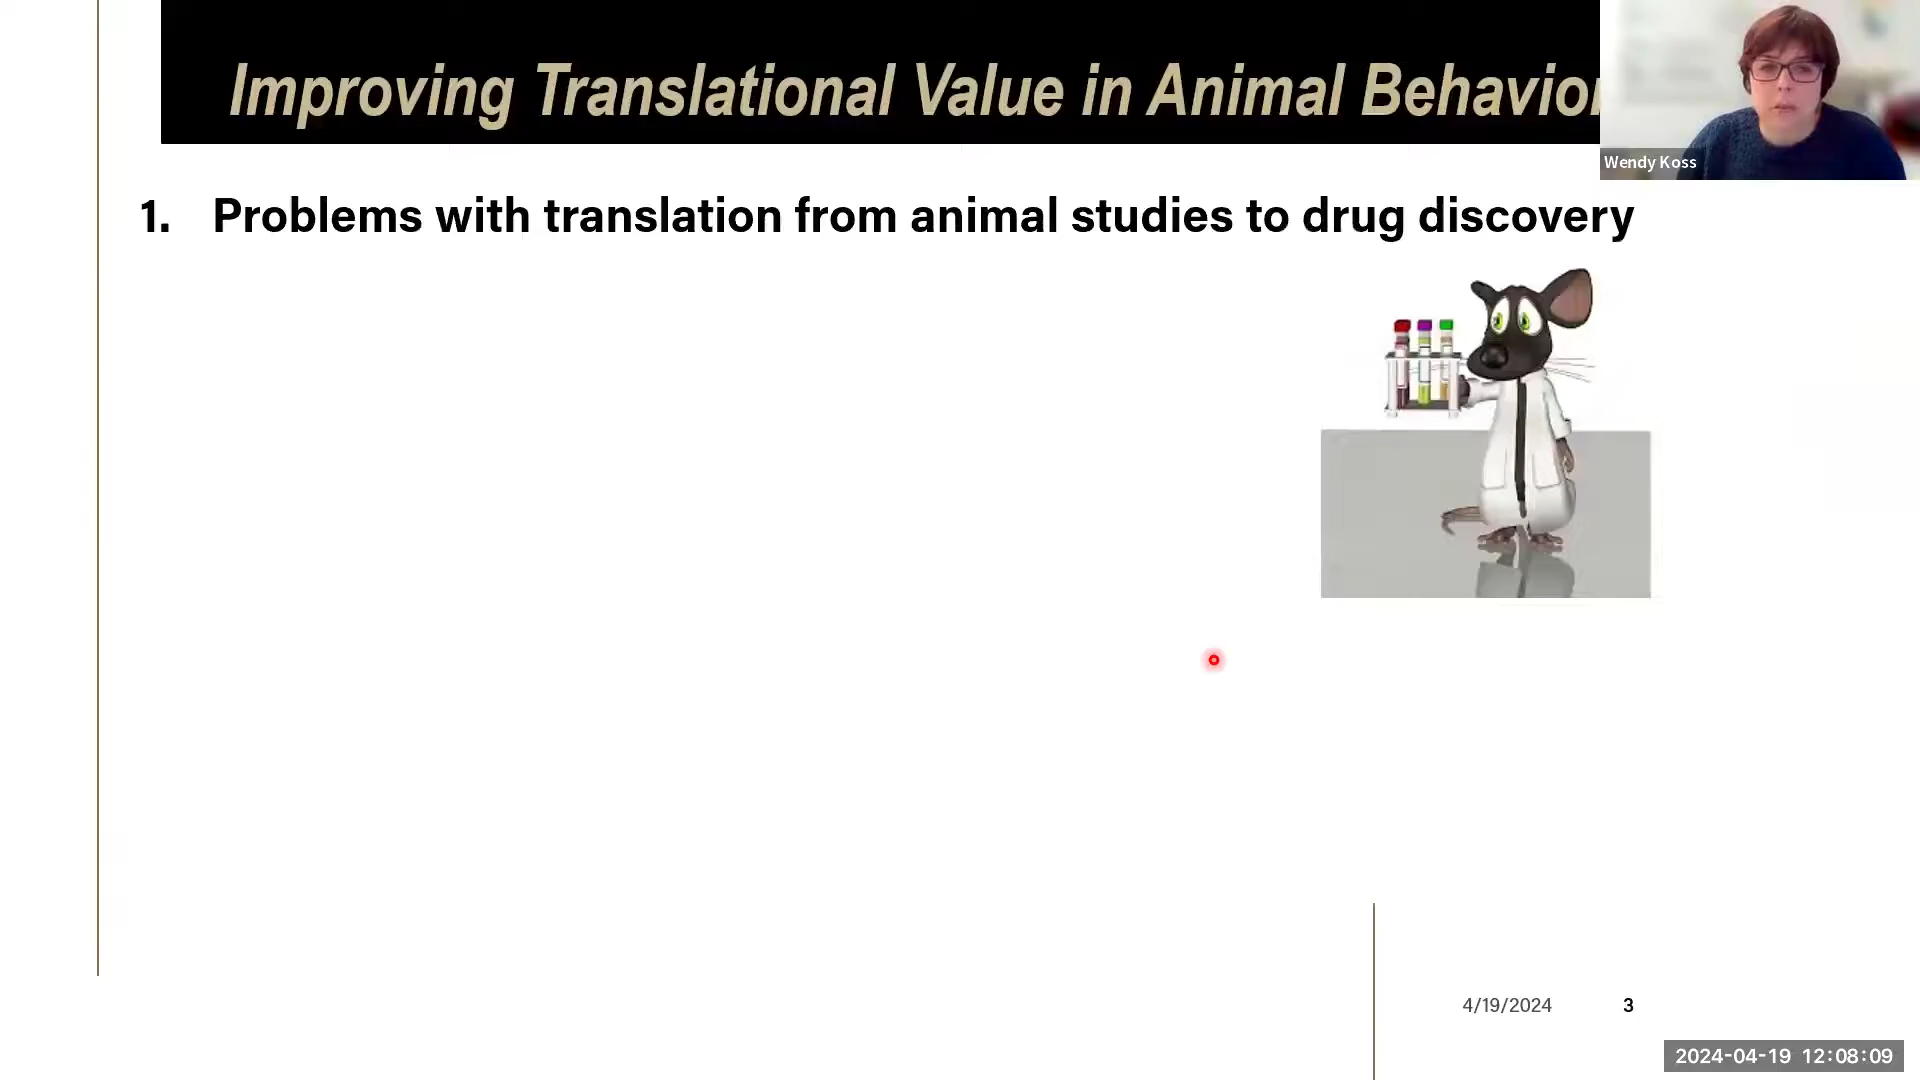 Improving Translational Value in Animal Behavior
Wendy Koss
1. Problems with translation from animal studies to drug discovery
4/19/2024 3
2024-04-19 12:08:09